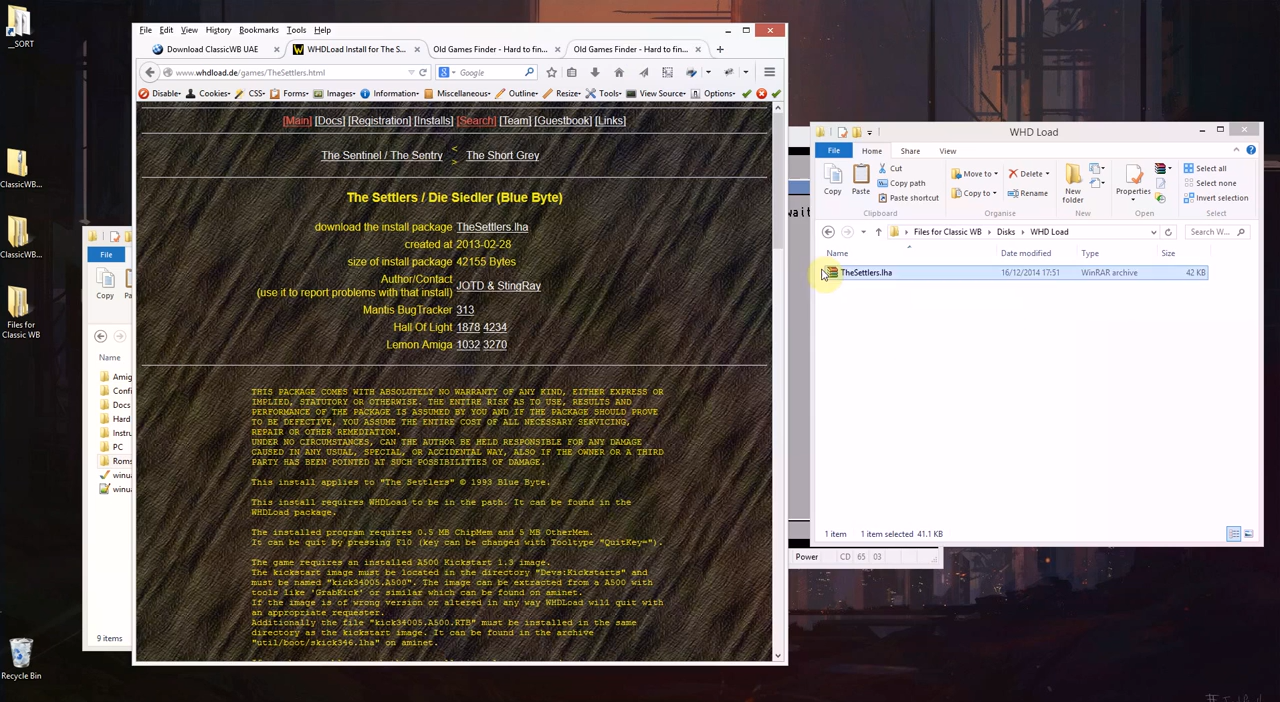 _SORT
ClassicWB...
ClassicWB...
Files for
Classic WB
Recycle Bin
File Edit View History Bookmarks Tools Help
Download ClassicWB UAE
WHDLoad Install for The S...
Old Games Finder - Hard to fin...
Old Games Finder - Hard to fin...
www.whdload.de/games/TheSettlers.html
Google
Disable Cookies CSS Forms Images Information Miscellaneous Outline Resize Tools View Source Options
[Main] [Docs] [Registration] [Installs] [Search] [Team] [Guestbook] [Links]
The Sentinel / The Sentry < > The Short Grey
The Settlers / Die Siedler (Blue Byte)
download the install package TheSettlers.lha
created at 2013-02-28
size of install package 42155 Bytes
Author/Contact
(use it to report problems with that install) JOTD & StingRay
Mantis BugTracker 313
Hall Of Light 1878 4234
Lemon Amiga 1032 3270
THIS PACKAGE COMES WITH ABSOLUTELY NO WARRANTY OF ANY KIND, EITHER EXPRESS OR
IMPLIED, STATUTORY OR OTHERWISE. THE ENTIRE RISK AS TO USE, RESULTS AND
PERFORMANCE OF THE PACKAGE IS ASSUMED BY YOU AND IF THE PACKAGE SHOULD PROVE
TO BE DEFECTIVE, YOU ASSUME THE ENTIRE COST OF ALL NECESSARY SERVICING,
REPAIR OR OTHER REMEDIATION.
UNDER NO CIRCUMSTANCES, CAN THE AUTHOR BE HELD RESPONSIBLE FOR ANY DAMAGE
CAUSED IN ANY USUAL, SPECIAL, OR ACCIDENTAL WAY, ALSO IF THE OWNER OR A THIRD
PARTY HAS BEEN POINTED AT SUCH POSSIBILITIES OF DAMAGE.
This install applies to "The Settlers" © 1993 Blue Byte.
This install requires WHDLoad to be in the path. It can be found in the
WHDLoad package.
The installed program requires 0.5 MB ChipMem and 5 MB OtherMem.
It can be quit by pressing F10 (key can be changed with Tooltype "QuitKey=").
The game requires an installed A500 Kickstart 1.3 image.
The kickstart image must be located in the directory "Devs:Kickstarts" and
must be named "kick34005.A500". The image can be extracted from a A500 with
tools like 'GrabKick' or similar which can be found on aminet.
If the image is of wrong version or altered in any way WHDLoad will quit with
an appropriate requester.
Additionally the file "kick34005.A500.RTB" must be installed in the same
directory as the kickstart image. It can be found in the archive
"util/boot/skick346.lha" on aminet.
File
Copy
Name
Amig
Confi
Docs
Hard
Instru
PC
Roms
winua
winua
9 items
wait
Power CD 65 03
WHD Load
File Home Share View
Copy
Paste
Cut
Copy path
Paste shortcut
Clipboard
Move to
Copy to
Delete
Rename
Organise
New
folder
New
Properties
Open
Select all
Select none
Invert selection
Select
Files for Classic WB Disks WHD Load
Search W...
Name Date modified Type Size
TheSettlers.lha 16/12/2014 17:51 WinRAR archive 42 KB
1 item 1 item selected 41.1 KB